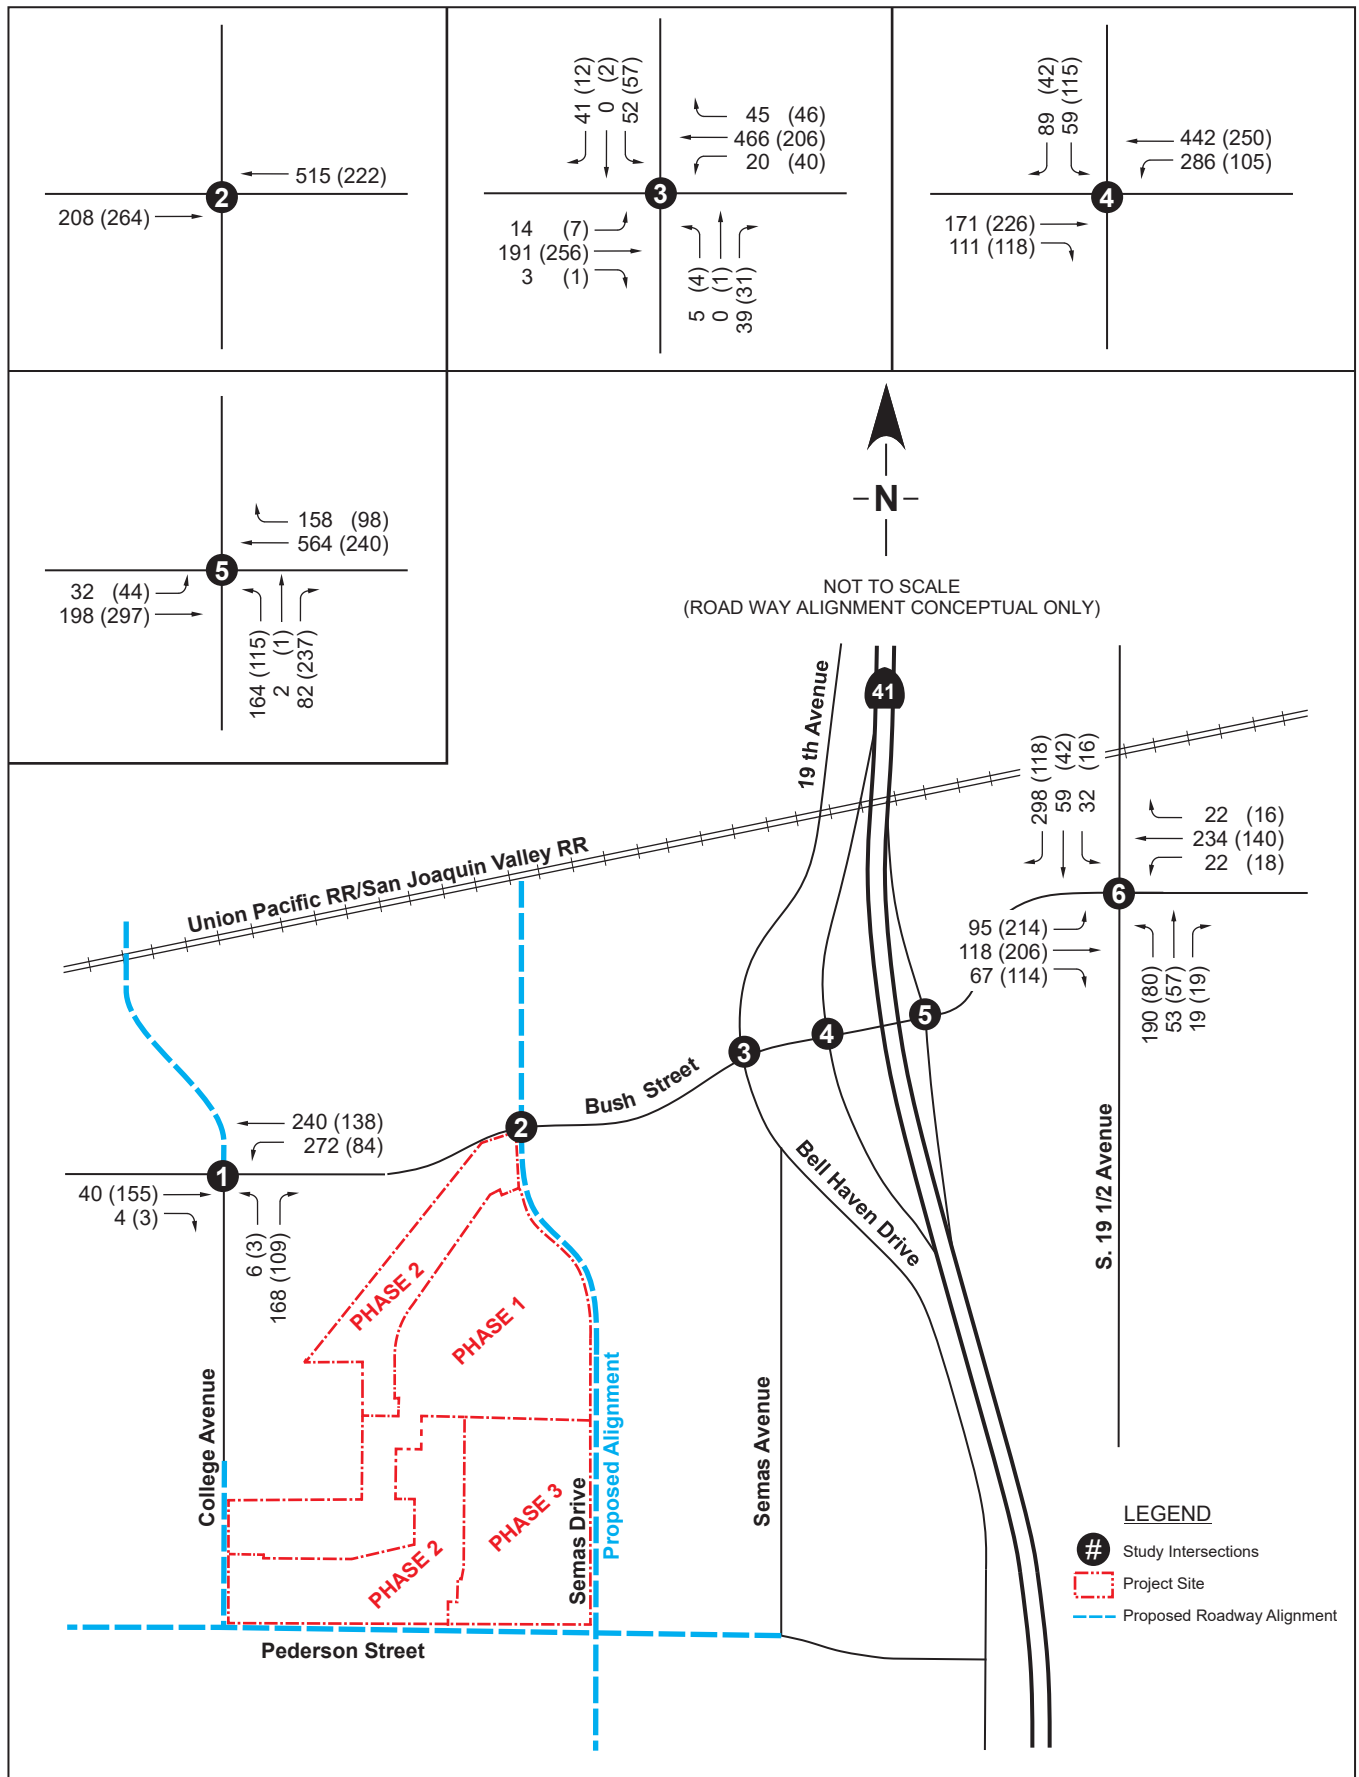 515 (222)
2
208 (264)
41 (12)
0 (2)
52 (57)
45 (46)
466 (206)
20 (40)
3
14 (7)
191 (256)
3 (1)
5 (4)
0 (1)
39 (31)
89 (42)
59 (115)
442 (250)
286 (105)
4
171 (226)
111 (118)
158 (98)
564 (240)
5
32 (44)
198 (297)
164 (115)
2 (1)
82 (237)
N
NOT TO SCALE
(ROAD WAY ALIGNMENT CONCEPTUAL ONLY)
19 th Avenue
41
298 (118)
59 (42)
32 (16)
22 (16)
234 (140)
22 (18)
6
95 (214)
118 (206)
67 (114)
190 (80)
53 (57)
19 (19)
Union Pacific RR/San Joaquin Valley RR
5
4
3
Bush Street
2
240 (138)
272 (84)
1
40 (155)
4 (3)
6 (3)
168 (109)
Bell Haven Drive
S. 19 1/2 Avenue
PHASE 2
PHASE 1
College Avenue
Proposed Alignment
Semas Avenue
Semas Drive
PHASE 3
PHASE 2
Pederson Street
LEGEND
# Study Intersections
Project Site
Proposed Roadway Alignment